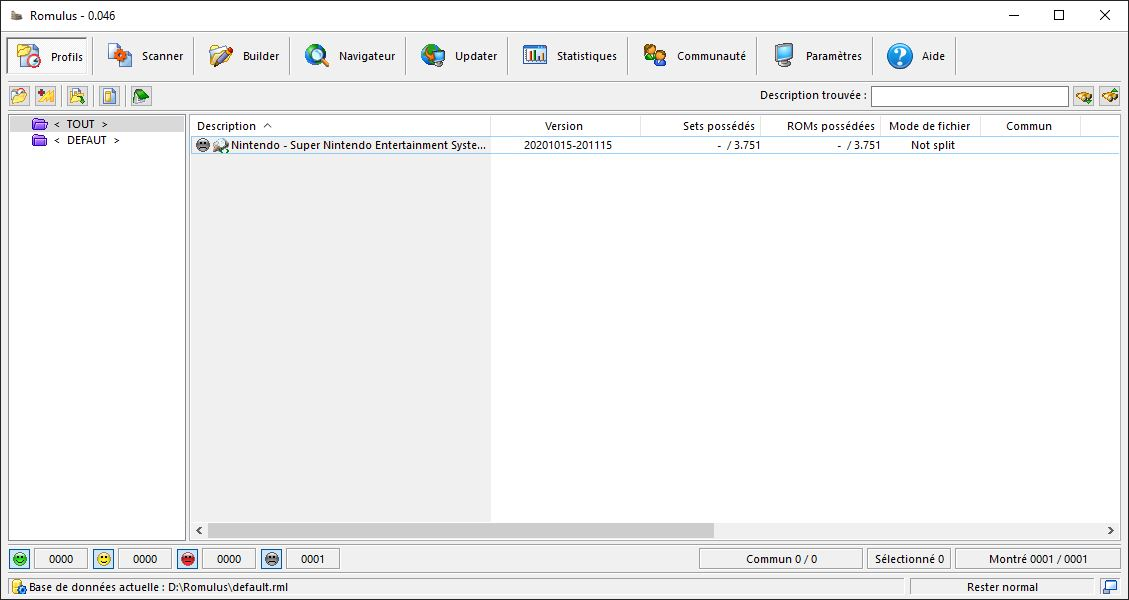 Romulus - 0.046
Profils Scanner Builder Navigateur Updater Statistiques Communauté Paramètres Aide
Description trouvée :
< TOUT >
< DEFAUT >
Description Version Sets possédés ROMs possédées Mode de fichier Commun
Nintendo - Super Nintendo Entertainment Syste... 20201015-201115 - / 3.751 - / 3.751 Not split
0000 0000 0000 0001 Commun 0 / 0 Sélectionné 0 Montré 0001 / 0001
Base de données actuelle : D:\Romulus\default.rml Rester normal